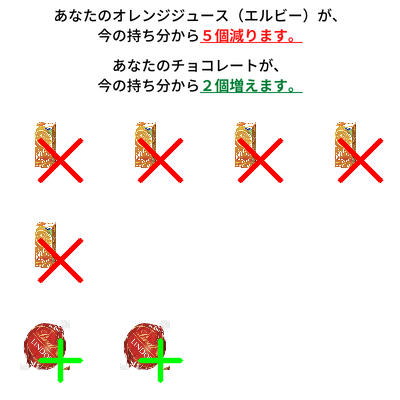 あなたのオレンジジュース（エルビー）が、
今の持ち分から５個減ります。
あなたのチョコレートが、
今の持ち分から２個増えます。